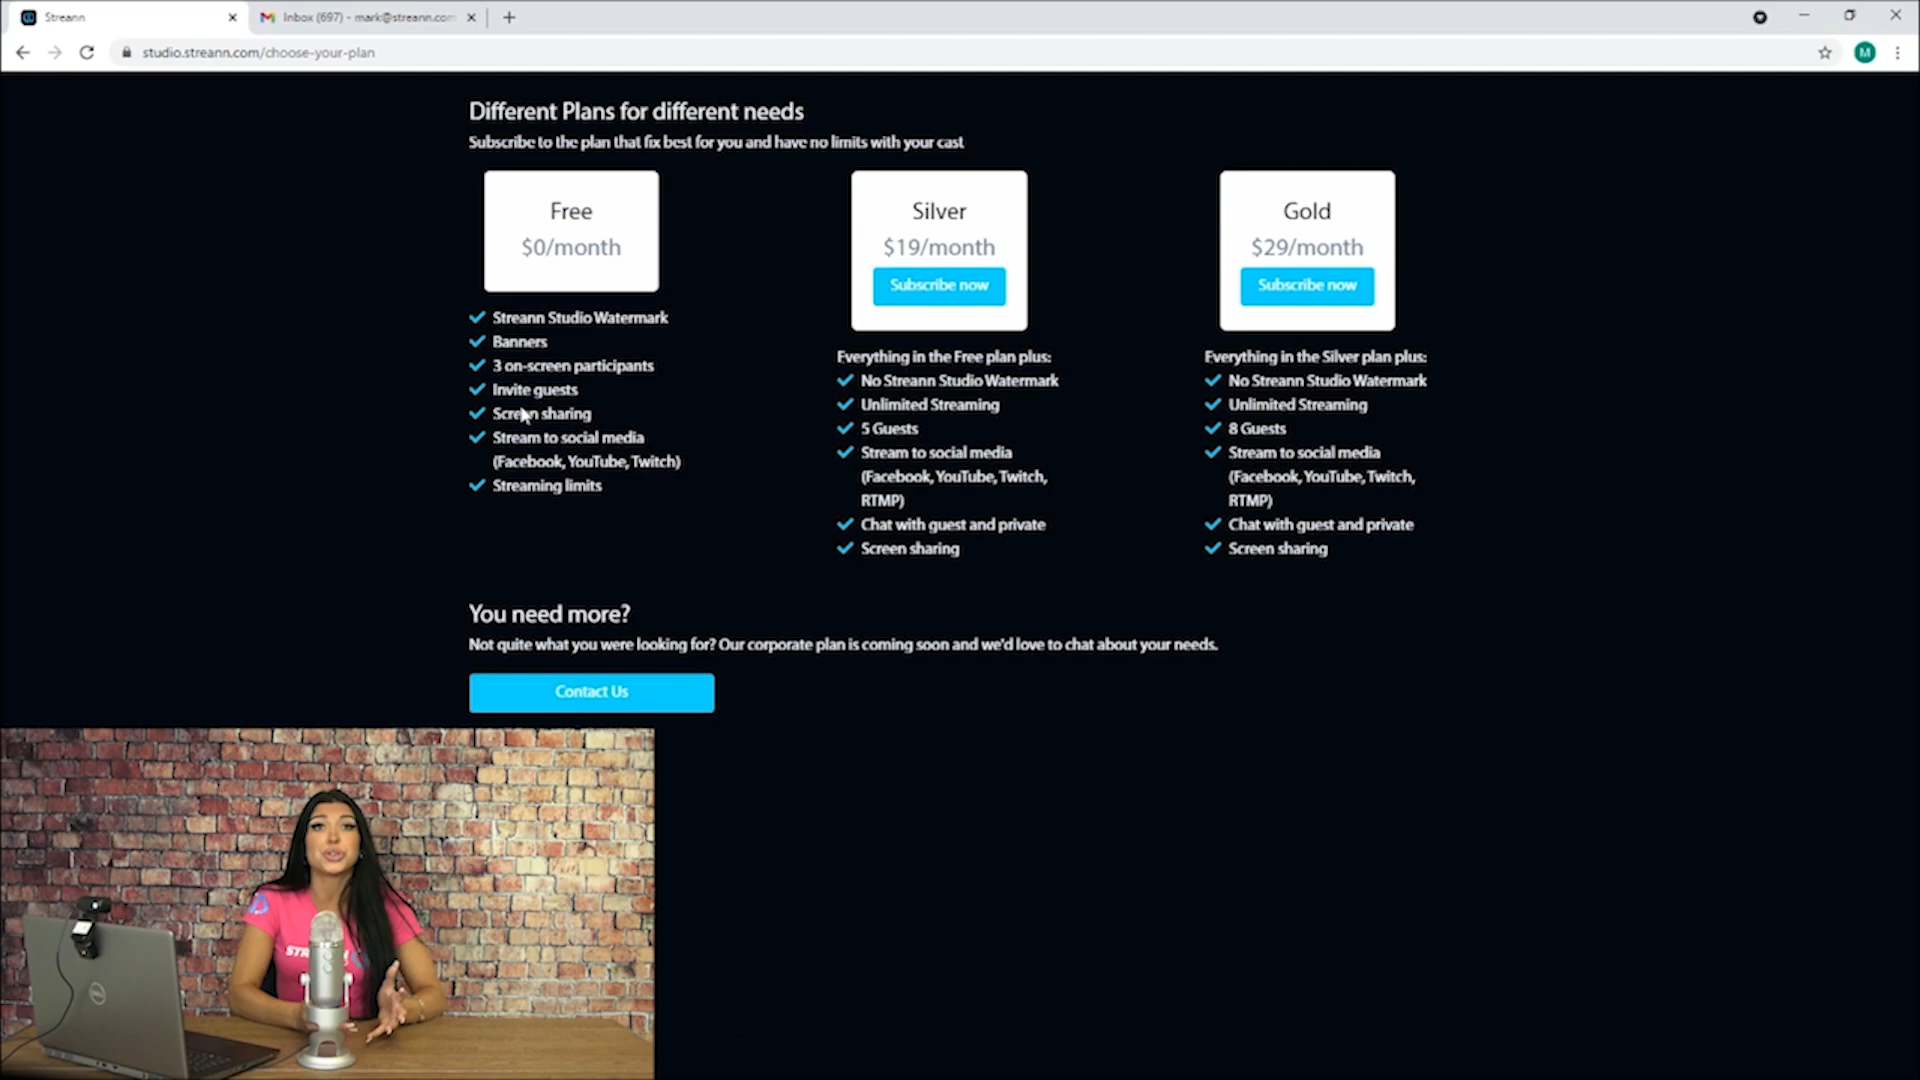 Streann
Inbox (697) - mark@streann.com
studio.streann.com/choose-your-plan
M
Different Plans for different needs
Subscribe to the plan that fix best for you and have no limits with your cast
Free
$0/month
Streann Studio Watermark
Banners
3 on-screen participants
Invite guests
Screen sharing
Stream to social media
(Facebook, YouTube, Twitch)
Streaming limits
Silver
$19/month
Subscribe now
Everything in the Free plan plus:
No Streann Studio Watermark
Unlimited Streaming
5 Guests
Stream to social media
(Facebook, YouTube, Twitch,
RTMP)
Chat with guest and private
Screen sharing
Gold
$29/month
Subscribe now
Everything in the Silver plan plus:
No Streann Studio Watermark
Unlimited Streaming
8 Guests
Stream to social media
(Facebook, YouTube, Twitch,
RTMP)
Chat with guest and private
Screen sharing
You need more?
Not quite what you were looking for? Our corporate plan is coming soon and we'd love to chat about your needs.
Contact Us
DELL